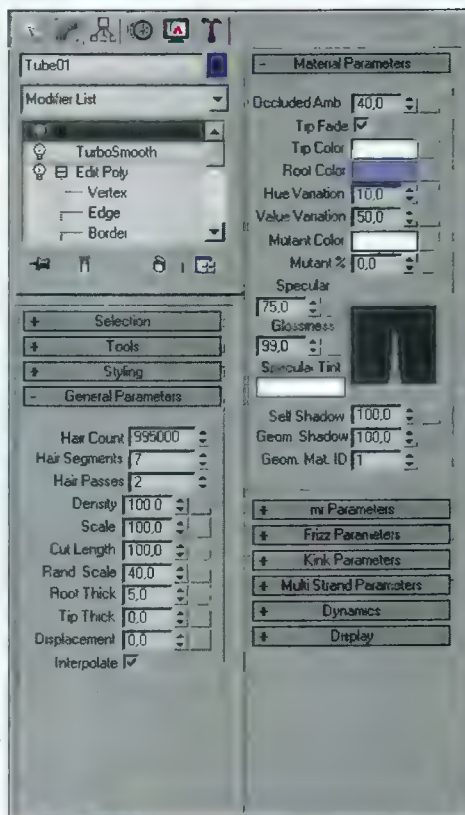 Tube01
Modifier List
TurboSmooth
Edit Poly
Vertex
Edge
Border
+ Selection
+ Tools
+ Styling
- General Parameters
Hair Count 995000
Hair Segments 7
Hair Passes 2
Density 100,0
Scale 100,0
Cut Length 100,0
Rand Scale 40,0
Root Thick 5,0
Tip Thick 0,0
Displacement 0,0
Interpolate
- Material Parameters
Occluded Amb 40,0
Tip Fade
Tip Color
Root Color
Hue Variation 10,0
Value Variation 50,0
Mutant Color
Mutant % 0,0
Specular
75,0
Glossiness
99,0
Specular Tint
Self Shadow 100,0
Geom. Shadow 100,0
Geom. Mat. ID 1
+ mr Parameters
+ Frizz Parameters
+ Kink Parameters
+ Multi Strand Parameters
+ Dynamics
+ Display